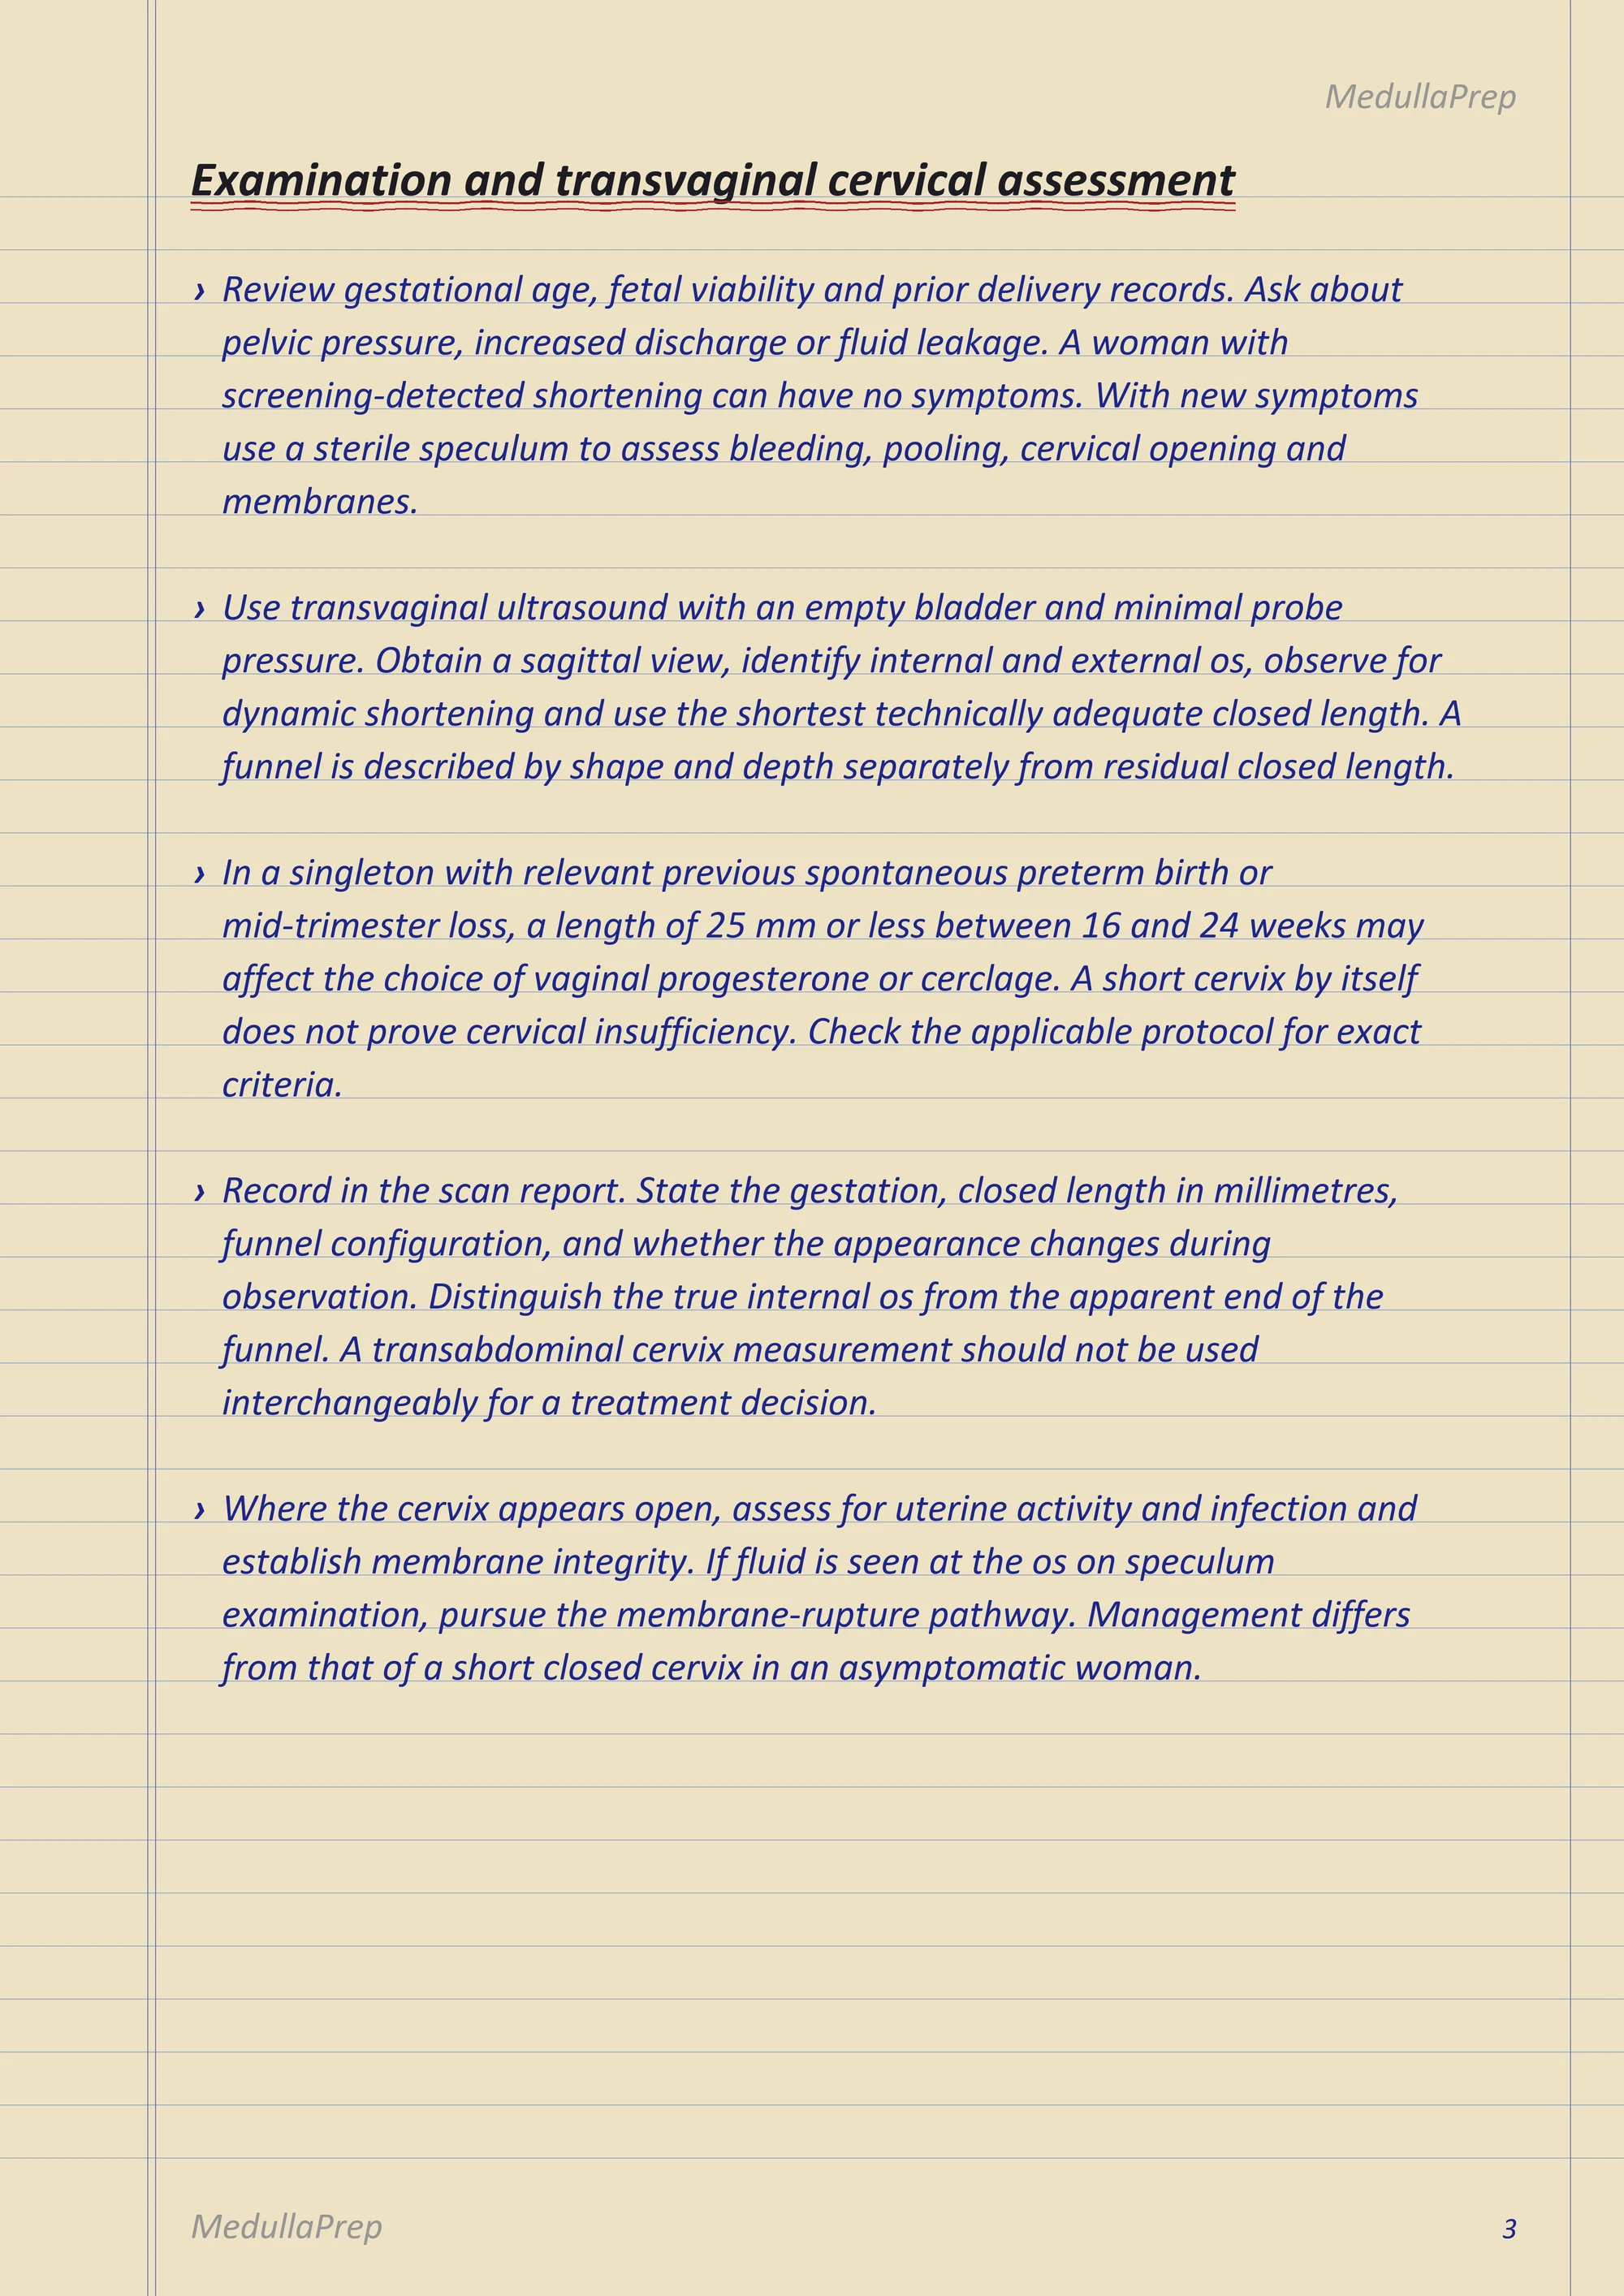 MedullaPrep
Examination and transvaginal cervical assessment
› Review gestational age, fetal viability and prior delivery records. Ask about
pelvic pressure, increased discharge or fluid leakage. A woman with
screening-detected shortening can have no symptoms. With new symptoms
use a sterile speculum to assess bleeding, pooling, cervical opening and
membranes.
› Use transvaginal ultrasound with an empty bladder and minimal probe
pressure. Obtain a sagittal view, identify internal and external os, observe for
dynamic shortening and use the shortest technically adequate closed length. A
funnel is described by shape and depth separately from residual closed length.
› In a singleton with relevant previous spontaneous preterm birth or
mid-trimester loss, a length of 25 mm or less between 16 and 24 weeks may
affect the choice of vaginal progesterone or cerclage. A short cervix by itself
does not prove cervical insufficiency. Check the applicable protocol for exact
criteria.
› Record in the scan report. State the gestation, closed length in millimetres,
funnel configuration, and whether the appearance changes during
observation. Distinguish the true internal os from the apparent end of the
funnel. A transabdominal cervix measurement should not be used
interchangeably for a treatment decision.
› Where the cervix appears open, assess for uterine activity and infection and
establish membrane integrity. If fluid is seen at the os on speculum
examination, pursue the membrane-rupture pathway. Management differs
from that of a short closed cervix in an asymptomatic woman.
MedullaPrep
3